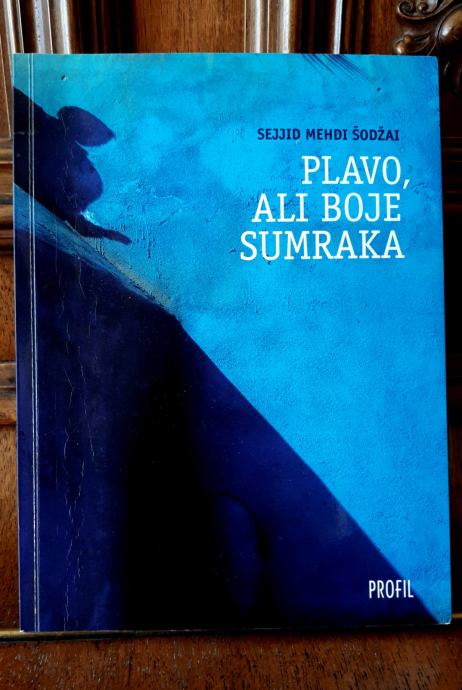 SEJJID MEHDI ŠODŽAI
PLAVO,
ALI BOJE
SUMRAKA
PROFIL